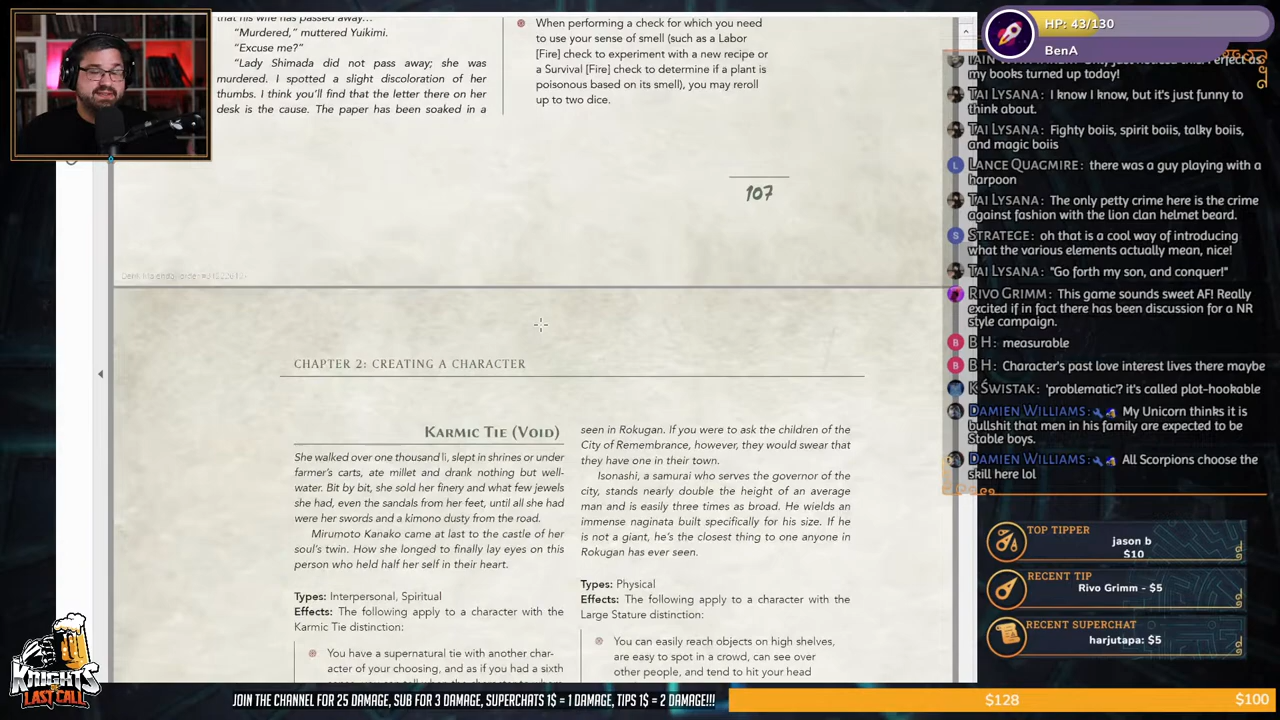 that his wife has passed away…
"Murdered," muttered Yuikimi.
"Excuse me?"
"Lady Shimada did not pass away; she was
murdered. I spotted a slight discoloration of her
thumbs. I think you'll find that the letter there on her
desk is the cause. The paper has been soaked in a
When performing a check for which you need
to use your sense of smell (such as a Labor
[Fire] check to experiment with a new recipe or
a Survival [Fire] check to determine if a plant is
poisonous based on its smell), you may reroll
up to two dice.
107
CHAPTER 2: CREATING A CHARACTER
KARMIC TIE (VOID)
She walked over one thousand li, slept in shrines or under
farmer's carts, ate millet and drank nothing but well-
water. Bit by bit, she sold her finery and what few jewels
she had, even the sandals from her feet, until all she had
were her swords and a kimono dusty from the road.
Mirumoto Kanako came at last to the castle of her
soul's twin. How she longed to finally lay eyes on this
person who held half her self in their heart.
Types: Interpersonal, Spiritual
Effects: The following apply to a character with the
Karmic Tie distinction:
You have a supernatural tie with another char-
acter of your choosing, and as if you had a sixth
seen in Rokugan. If you were to ask the children of the
City of Remembrance, however, they would swear that
they have one in their town.
Isonashi, a samurai who serves the governor of the
city, stands nearly double the height of an average
man and is easily three times as broad. He wields an
immense naginata built specifically for his size. If he
is not a giant, he's the closest thing to one anyone in
Rokugan has ever seen.
Types: Physical
Effects: The following apply to a character with the
Large Stature distinction:
You can easily reach objects on high shelves,
are easy to spot in a crowd, can see over
other people, and tend to hit your head
HP: 43/130
BenA
my books turned up today!
TAI LYSANA: I know I know, but it's just funny to
think about.
TAI LYSANA: Fighty boiis, spirit boiis, talky boiis,
and magic boiis
LANCE QUAGMIRE: there was a guy playing with a
harpoon
TAI LYSANA: The only petty crime here is the crime
against fashion with the lion clan helmet beard.
STRATEGE: oh that is a cool way of introducing
what the various elements actually mean, nice!
TAI LYSANA: "Go forth my son, and conquer!"
RIVO GRIMM: This game sounds sweet AF! Really
excited if in fact there has been discussion for a NR
style campaign.
B H: measurable
B H: Character's past love interest lives there maybe
K ŚWISTAK: 'problematic'? it's called plot-hookable
DAMIEN WILLIAMS: My Unicorn thinks it is
bullshit that men in his family are expected to be
Stable boys.
DAMIEN WILLIAMS: All Scorpions choose the
skill here lol
TOP TIPPER
jason b
$10
RECENT TIP
Rivo Grimm - $5
RECENT SUPERCHAT
harjutapa: $5
KNIGHTS
OF
LAST CALL
JOIN THE CHANNEL FOR 25 DAMAGE, SUB FOR 3 DAMAGE, SUPERCHATS 1$ = 1 DAMAGE, TIPS 1$ = 2 DAMAGE!!!
$128
$100